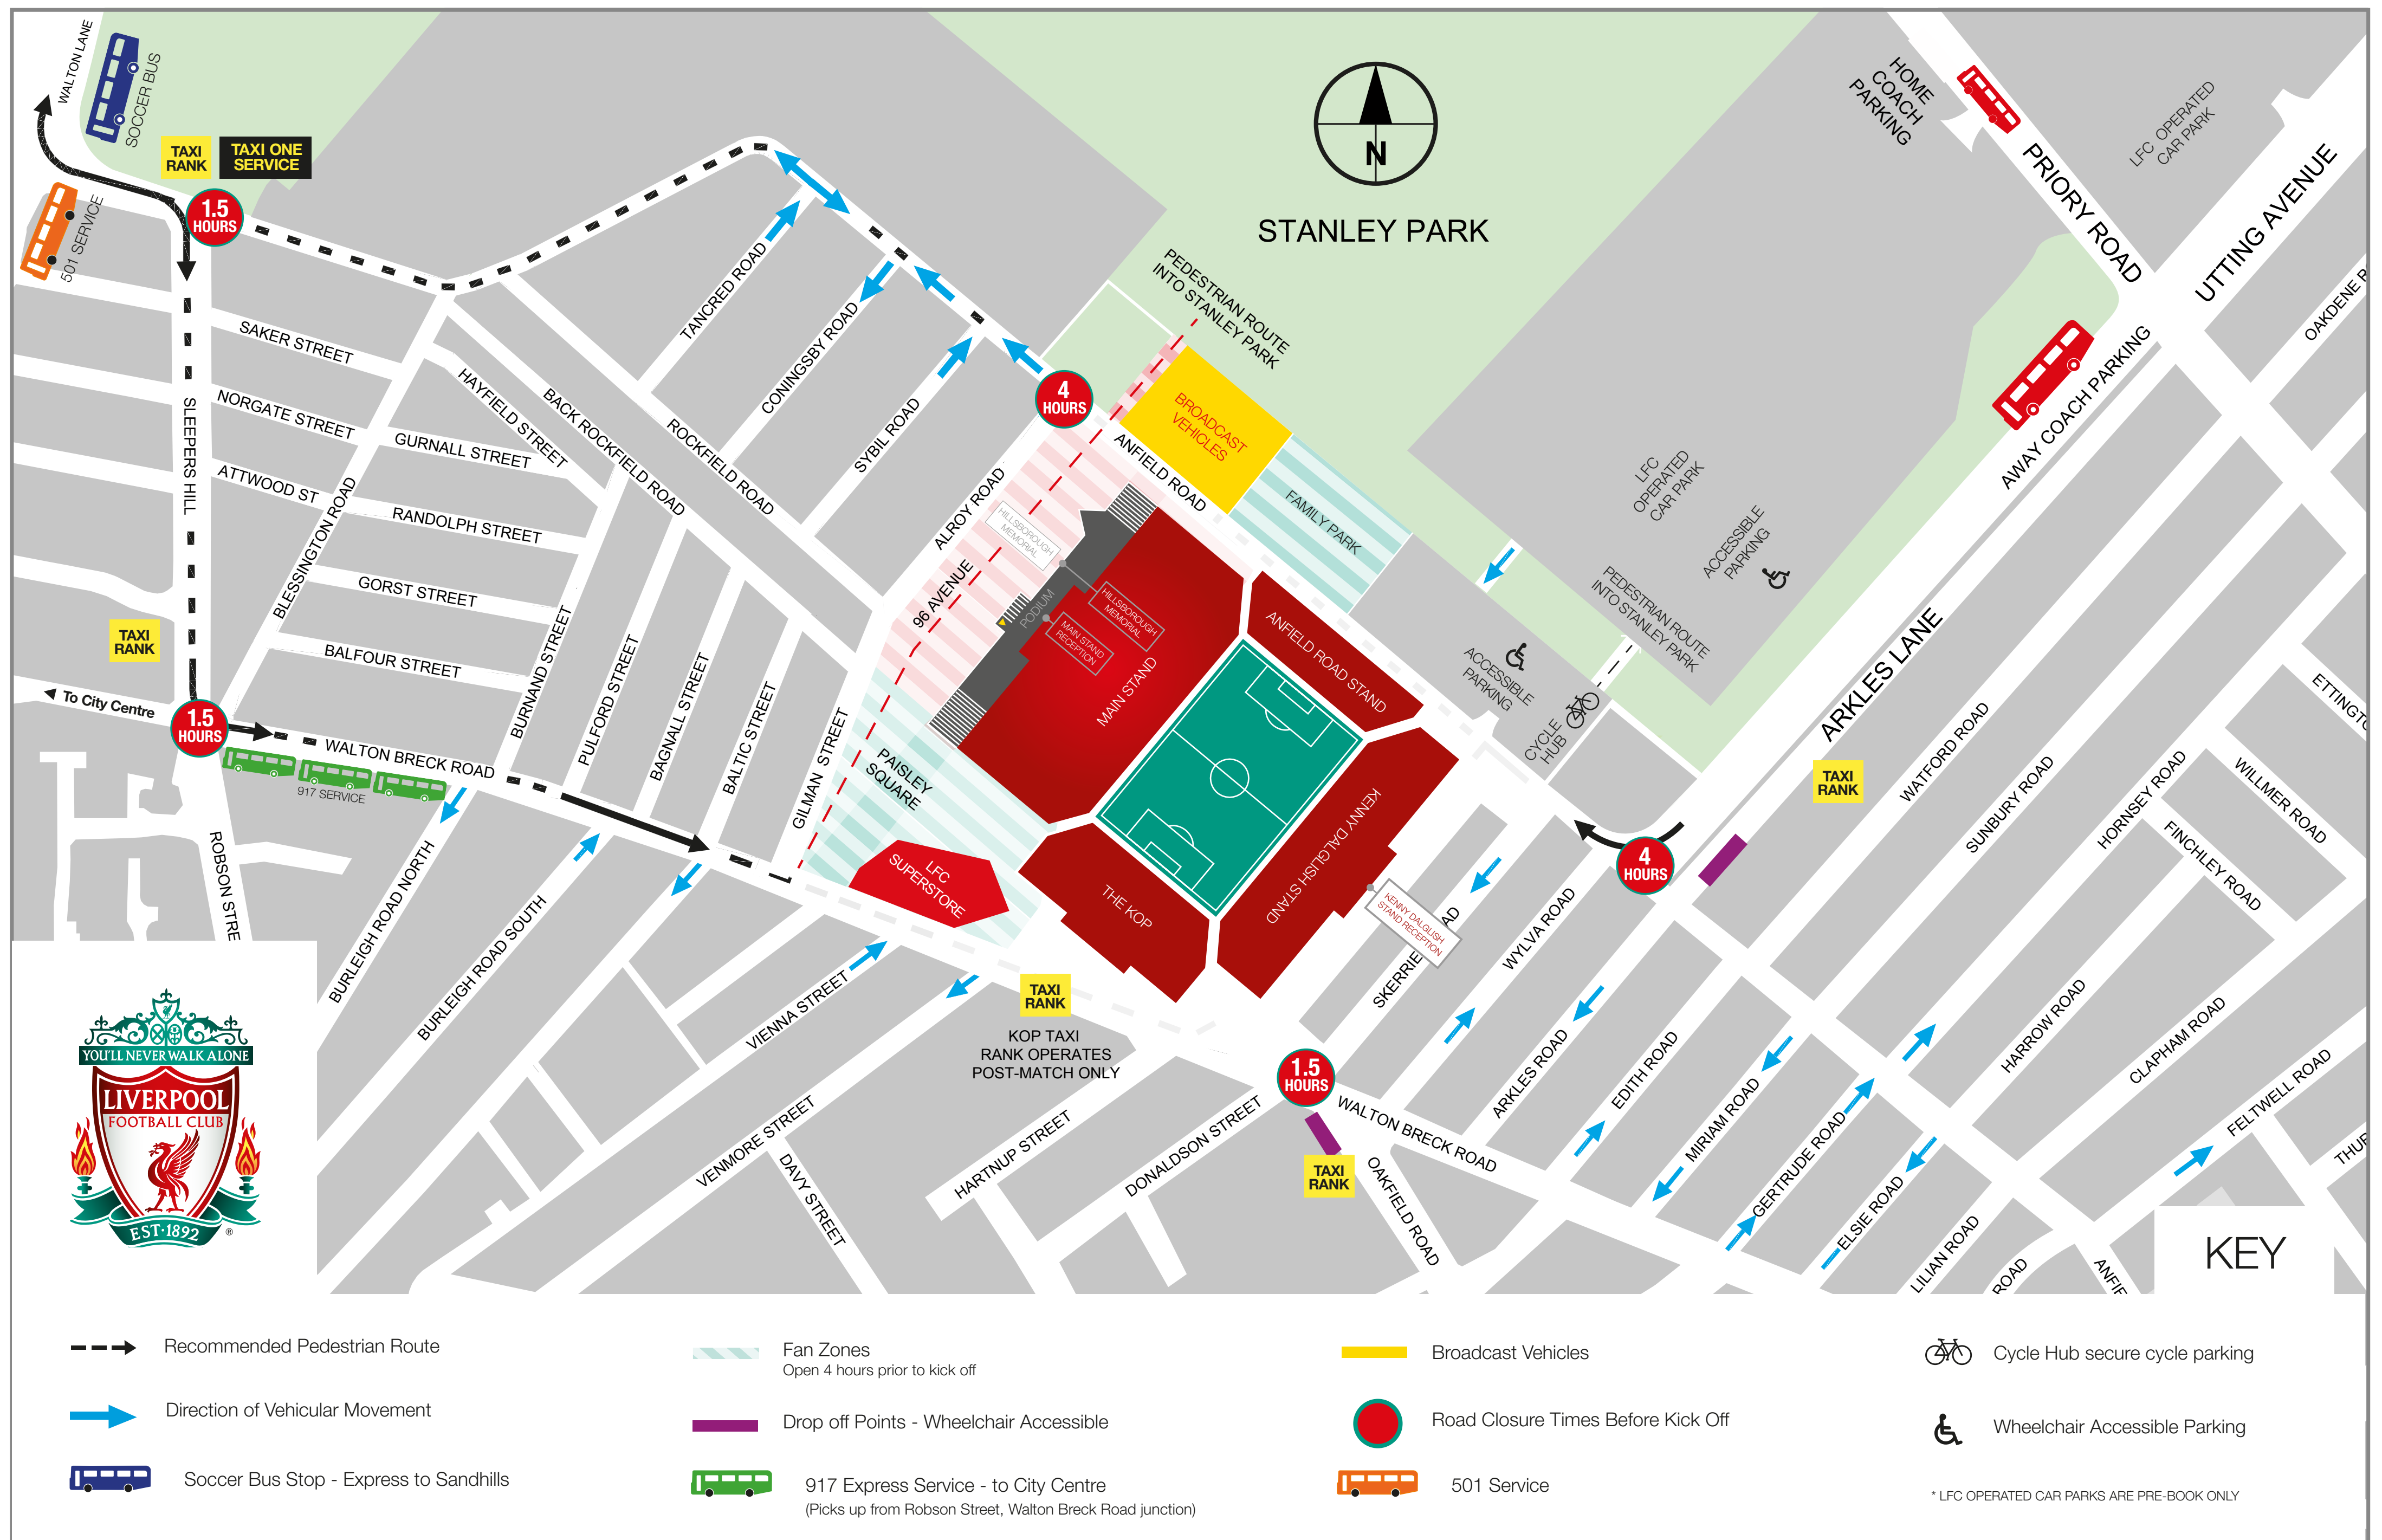 WALTON LANE
SOCCER BUS
TAXI
RANK
TAXI ONE
SERVICE
501 SERVICE
1.5
HOURS
SLEEPERS HILL
SAKER STREET
NORGATE STREET
ATTWOOD ST
HAYFIELD STREET
GURNALL STREET
RANDOLPH STREET
GORST STREET
BALFOUR STREET
BLESSINGTON ROAD
BACK ROCKFIELD ROAD
ROCKFIELD ROAD
TANCRED ROAD
CONINGSBY ROAD
SYBIL ROAD
ALROY ROAD
BURNAND STREET
PULFORD STREET
BAGNALL STREET
BALTIC STREET
GILMAN STREET
TAXI
RANK
To City Centre
1.5
HOURS
WALTON BRECK ROAD
917 SERVICE
ROBSON STRE
BURLEIGH ROAD NORTH
BURLEIGH ROAD SOUTH
VIENNA STREET
VENMORE STREET
DAVY STREET
HARTNUP STREET
DONALDSON STREET
N
STANLEY PARK
PEDESTRIAN ROUTE
INTO STANLEY PARK
4
HOURS
ANFIELD ROAD
BROADCAST
VEHICLES
FAMILY PARK
HILLSBOROUGH
MEMORIAL
96 AVENUE
PODIUM
HILLSBOROUGH
MEMORIAL
MAIN STAND
RECEPTION
MAIN STAND
ANFIELD ROAD STAND
KENNY DALGLISH STAND
THE KOP
PAISLEY
SQUARE
LFC
SUPERSTORE
KENNY DALGLISH
STAND RECEPTION
TAXI
RANK
KOP TAXI
RANK OPERATES
POST-MATCH ONLY
1.5
HOURS
TAXI
RANK
WALTON BRECK ROAD
OAKFIELD ROAD
HOME
COACH
PARKING
PRIORY ROAD
LFC OPERATED
CAR PARK
UTTING AVENUE
OAKDENE R
AWAY COACH PARKING
LFC
OPERATED
CAR PARK
ACCESSIBLE
PARKING
PEDESTRIAN ROUTE
INTO STANLEY PARK
ACCESSIBLE
PARKING
CYCLE
HUB
ARKLES LANE
TAXI
RANK
4
HOURS
SKERRIE
AD
WYLVA ROAD
ARKLES ROAD
EDITH ROAD
MIRIAM ROAD
GERTRUDE ROAD
ELSIE ROAD
LILIAN ROAD
ROAD
ANFIE
WATFORD ROAD
SUNBURY ROAD
HORNSEY ROAD
WILLMER ROAD
FINCHLEY ROAD
ETTINGTO
HARROW ROAD
CLAPHAM ROAD
FELTWELL ROAD
THUR
YOU'LL NEVER WALK ALONE
LIVERPOOL
FOOTBALL CLUB
EST·1892
®
KEY
Recommended Pedestrian Route
Direction of Vehicular Movement
Soccer Bus Stop - Express to Sandhills
Fan Zones
Open 4 hours prior to kick off
Drop off Points - Wheelchair Accessible
917 Express Service - to City Centre
(Picks up from Robson Street, Walton Breck Road junction)
Broadcast Vehicles
Road Closure Times Before Kick Off
501 Service
Cycle Hub secure cycle parking
Wheelchair Accessible Parking
* LFC OPERATED CAR PARKS ARE PRE-BOOK ONLY